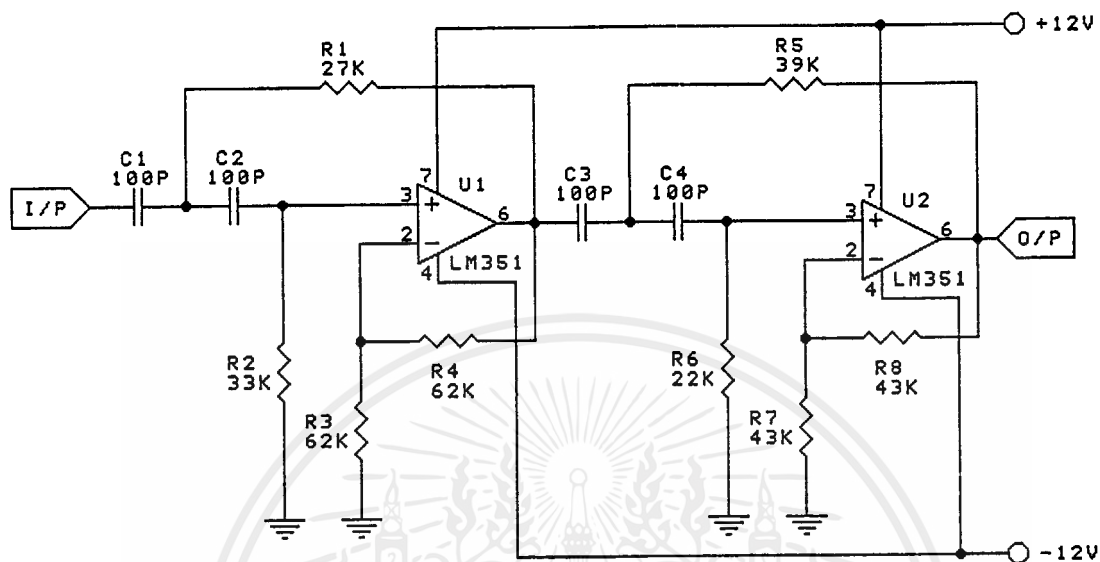 +12V
R1
27K
R5
39K
C1
100P
C2
100P
7
U1
C3
100P
C4
100P
7
U2
I/P
3
+
6
3
+
6
O/P
2
−
2
−
4
LM351
4
LM351
R2
33K
R4
62K
R6
22K
R8
43K
R3
62K
R7
43K
-12V